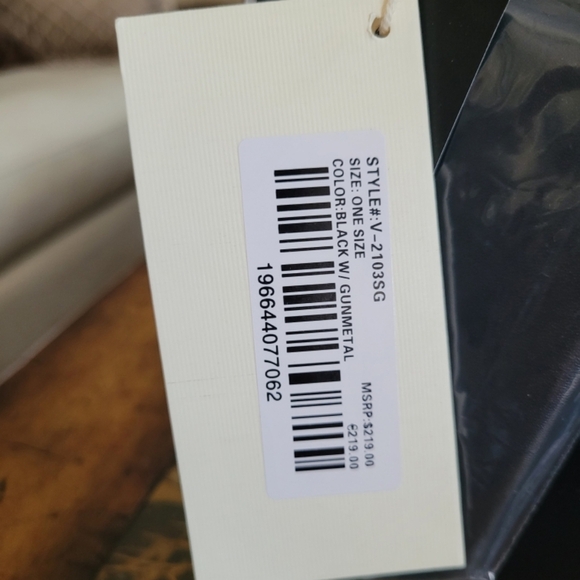 STYLE#:V-2103SG
SIZE: ONE SIZE
COLOR:BLACK W/ GUNMETAL
MSRP:$219.00
€219.00
196644077062